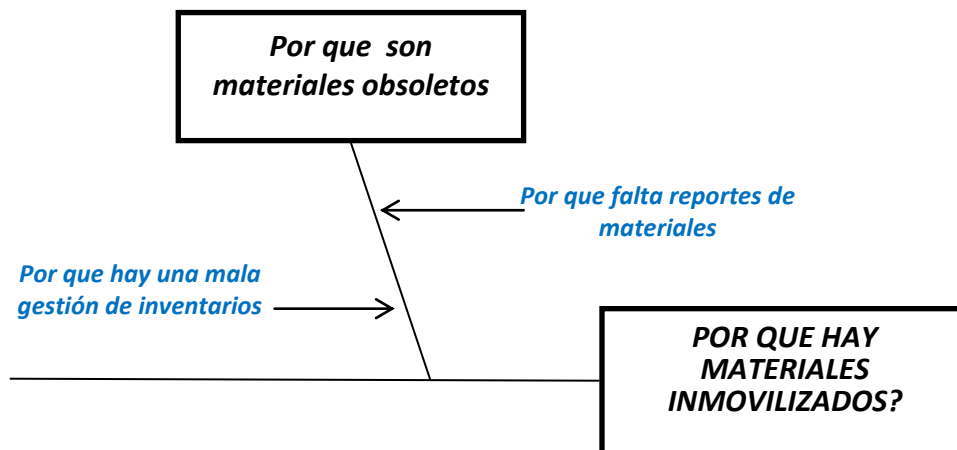 Por que son
materiales obsoletos
Por que falta reportes de
materiales
Por que hay una mala
gestión de inventarios
POR QUE HAY
MATERIALES
INMOVILIZADOS?